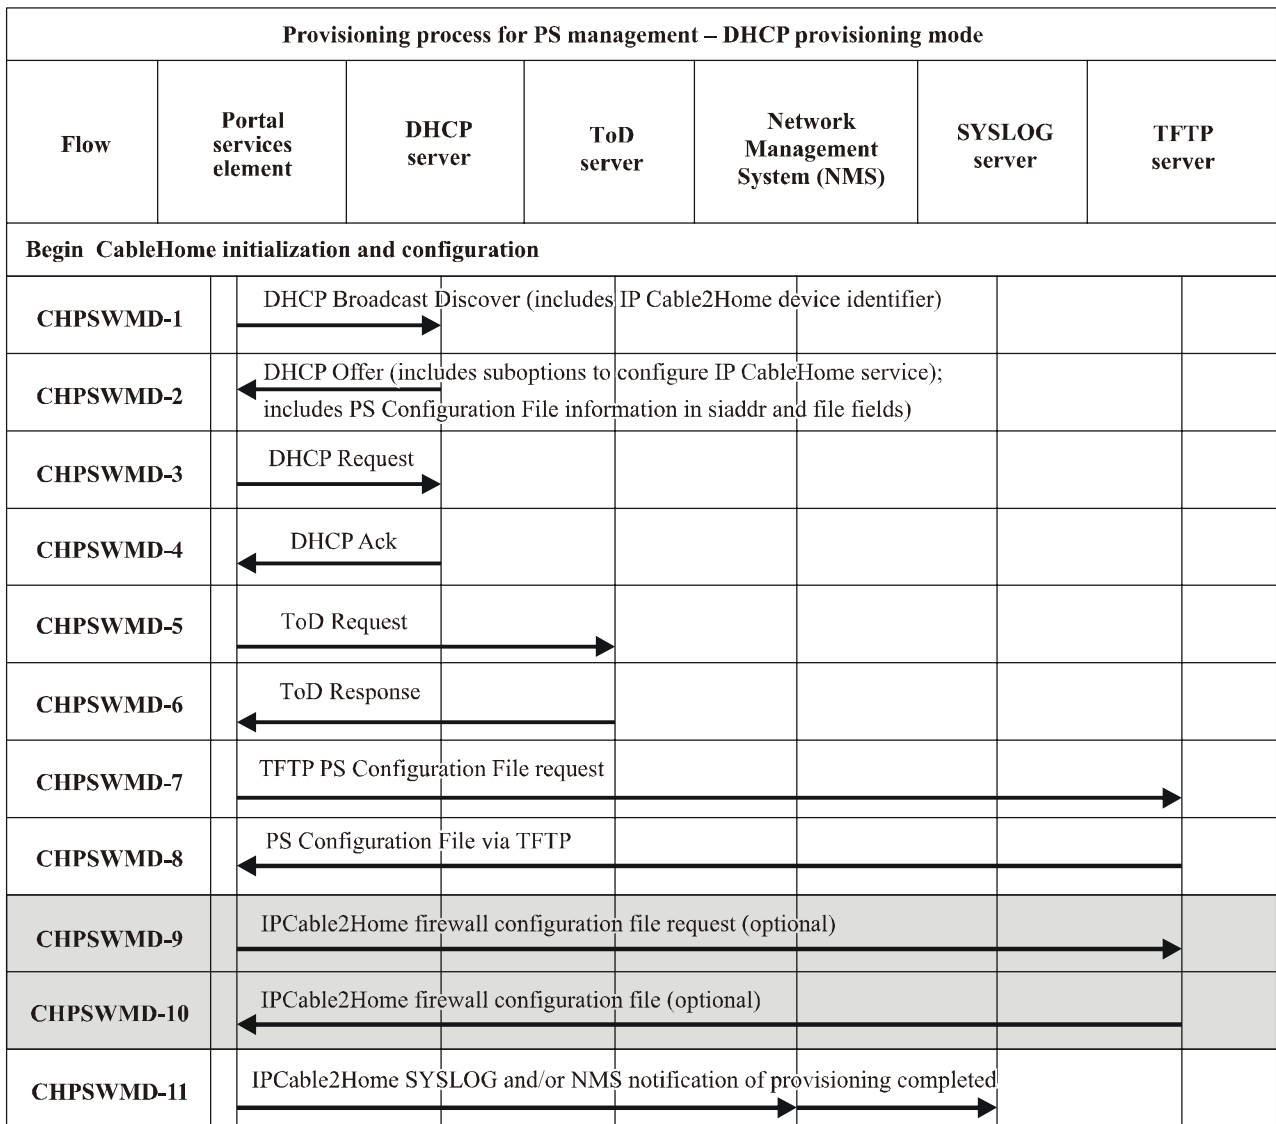 Provisioning process for PS management – DHCP provisioning mode
Flow
Portal
services
element
DHCP
server
ToD
server
Network
Management
System (NMS)
SYSLOG
server
TFTP
server
Begin CableHome initialization and configuration
CHPSWMD-1
DHCP Broadcast Discover (includes IP Cable2Home device identifier)
CHPSWMD-2
DHCP Offer (includes suboptions to configure IP CableHome service);
includes PS Configuration File information in siaddr and file fields)
CHPSWMD-3
DHCP Request
CHPSWMD-4
DHCP Ack
CHPSWMD-5
ToD Request
CHPSWMD-6
ToD Response
CHPSWMD-7
TFTP PS Configuration File request
CHPSWMD-8
PS Configuration File via TFTP
CHPSWMD-9
IPCable2Home firewall configuration file request (optional)
CHPSWMD-10
IPCable2Home firewall configuration file (optional)
CHPSWMD-11
IPCable2Home SYSLOG and/or NMS notification of provisioning completed